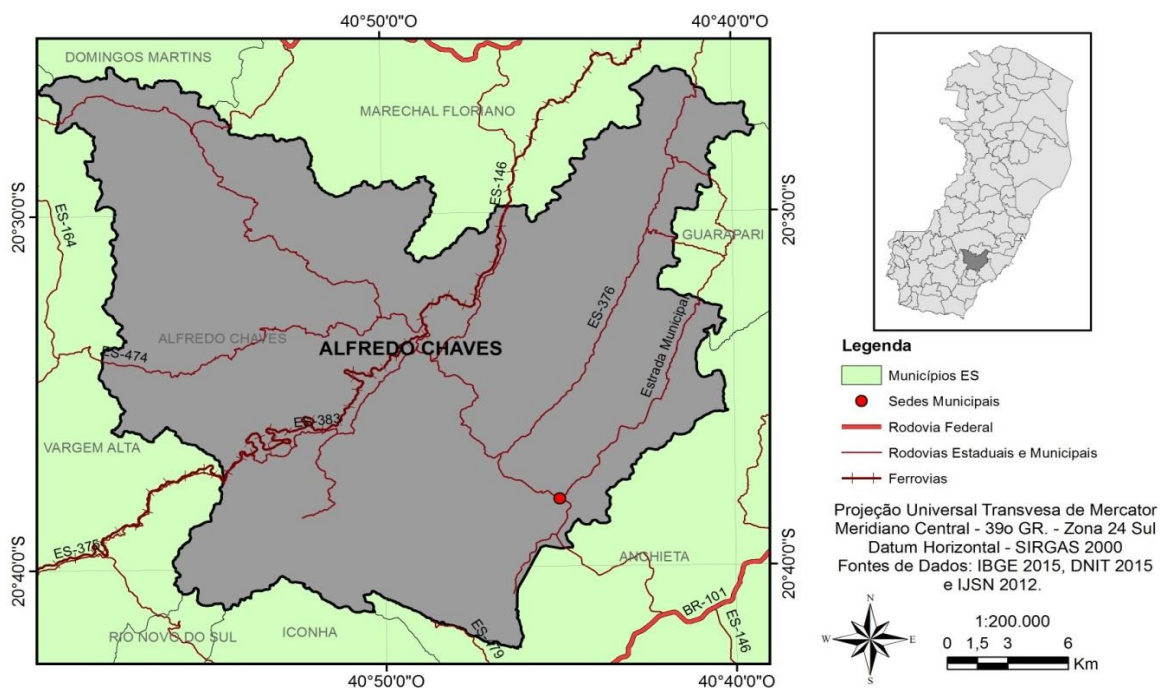 40°50'0"O
40°40'0"O
DOMINGOS MARTINS
MARECHAL FLORIANO
ES-146
20°30'0"S
20°30'0"S
ES-164
GUARAPARI
ES-376
Estrada Municipal
ALFREDO CHAVES
ALFREDO CHAVES
ES-474
ES-383
VARGEM ALTA
20°40'0"S
20°40'0"S
ANCHIETA
BR-101
RIO NOVO DO SUL
ICONHA
ES-146
40°50'0"O
40°40'0"O
Legenda
Municípios ES
Sedes Municipais
Rodovia Federal
Rodovias Estaduais e Municipais
Ferrovias
Projeção Universal Transvesa de Mercator
Meridiano Central - 39o GR. - Zona 24 Sul
Datum Horizontal - SIRGAS 2000
Fontes de Dados: IBGE 2015, DNIT 2015
e IJSN 2012.
N
W
E
S
1:200.000
0 1,5 3 6
Km